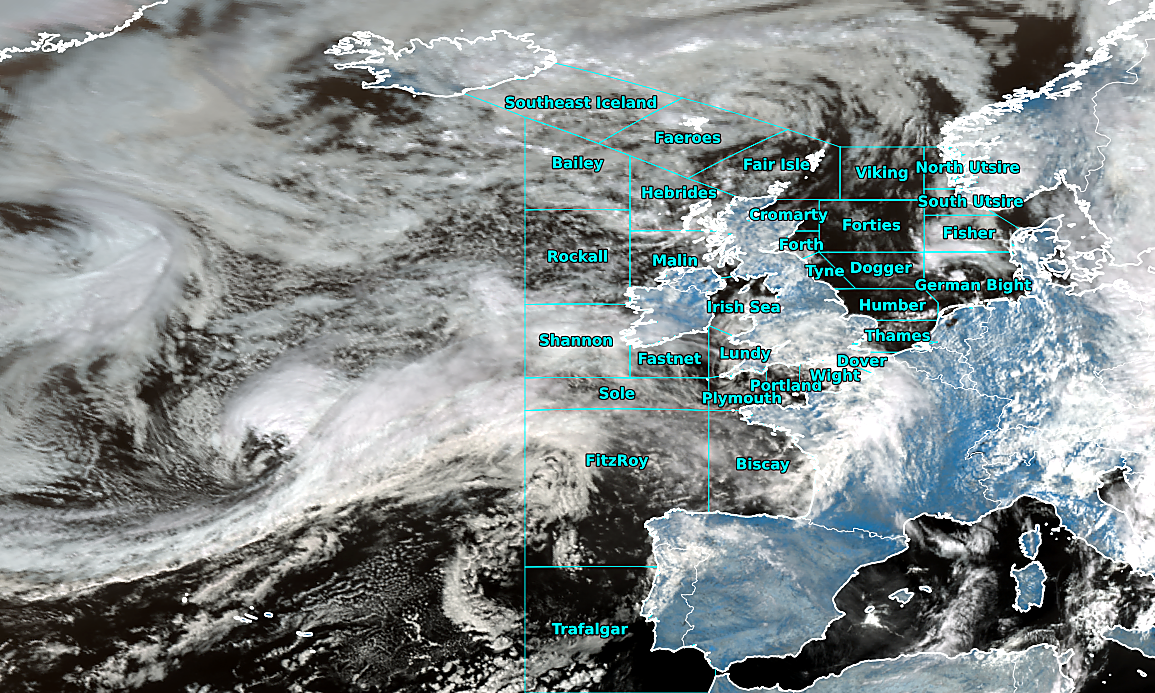 Southeast Iceland
Faeroes
Bailey
Fair Isle
North Utsire
Viking
Hebrides
South Utsire
Cromarty
Forties
Fisher
Forth
Rockall
Malin
Tyne
Dogger
German Bight
Irish Sea
Humber
Thames
Shannon
Fastnet
Lundy
Dover
Wight
Portland
Sole
Plymouth
FitzRoy
Biscay
Trafalgar